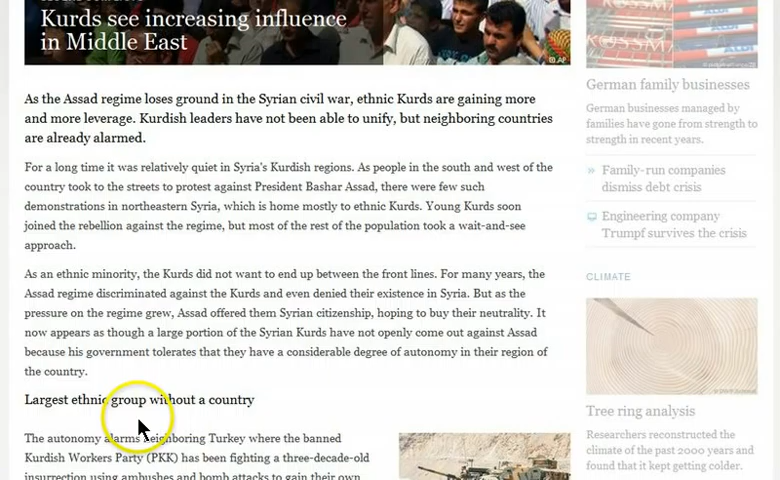 Kurds see increasing influence
in Middle East
AP
As the Assad regime loses ground in the Syrian civil war, ethnic Kurds are gaining more
and more leverage. Kurdish leaders have not been able to unify, but neighboring countries
are already alarmed.
For a long time it was relatively quiet in Syria's Kurdish regions. As people in the south and west of the
country took to the streets to protest against President Bashar Assad, there were few such
demonstrations in northeastern Syria, which is home mostly to ethnic Kurds. Young Kurds soon
joined the rebellion against the regime, but most of the rest of the population took a wait-and-see
approach.
As an ethnic minority, the Kurds did not want to end up between the front lines. For many years, the
Assad regime discriminated against the Kurds and even denied their existence in Syria. But as the
pressure on the regime grew, Assad offered them Syrian citizenship, hoping to buy their neutrality. It
now appears as though a large portion of the Syrian Kurds have not openly come out against Assad
because his government tolerates that they have a considerable degree of autonomy in their region of
the country.
Largest ethnic group without a country
The autonomy alarms neighboring Turkey where the banned
Kurdish Workers Party (PKK) has been fighting a three-decade-old
insurrection using ambushes and bomb attacks to gain their own
ROSSMA
ALDI
German family businesses
German businesses managed by
families have gone from strength to
strength in recent years.
» Family-run companies
dismiss debt crisis
Engineering company
Trumpf survives the crisis
CLIMATE
Tree ring analysis
Researchers reconstructed the
climate of the past 2000 years and
found that it kept getting colder.